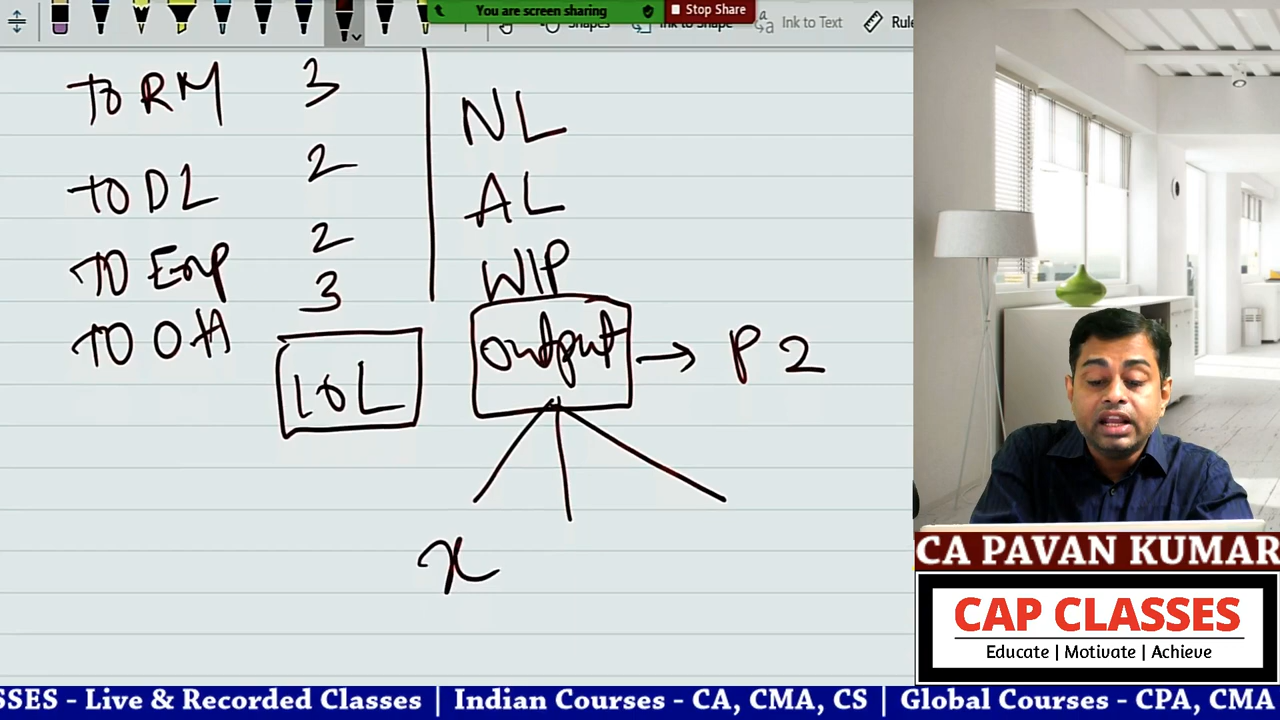 You are screen sharing
Stop Share
Shapes
Ink to Shape
Ink to Text
Rule
To RM 3
To DL 2
To Exp 2
To OH 3
10L
NL
AL
WIP
Output → P2
x
CA PAVAN KUMAR
CAP CLASSES
Educate | Motivate | Achieve
SSES - Live & Recorded Classes | Indian Courses - CA, CMA, CS | Global Courses - CPA, CMA